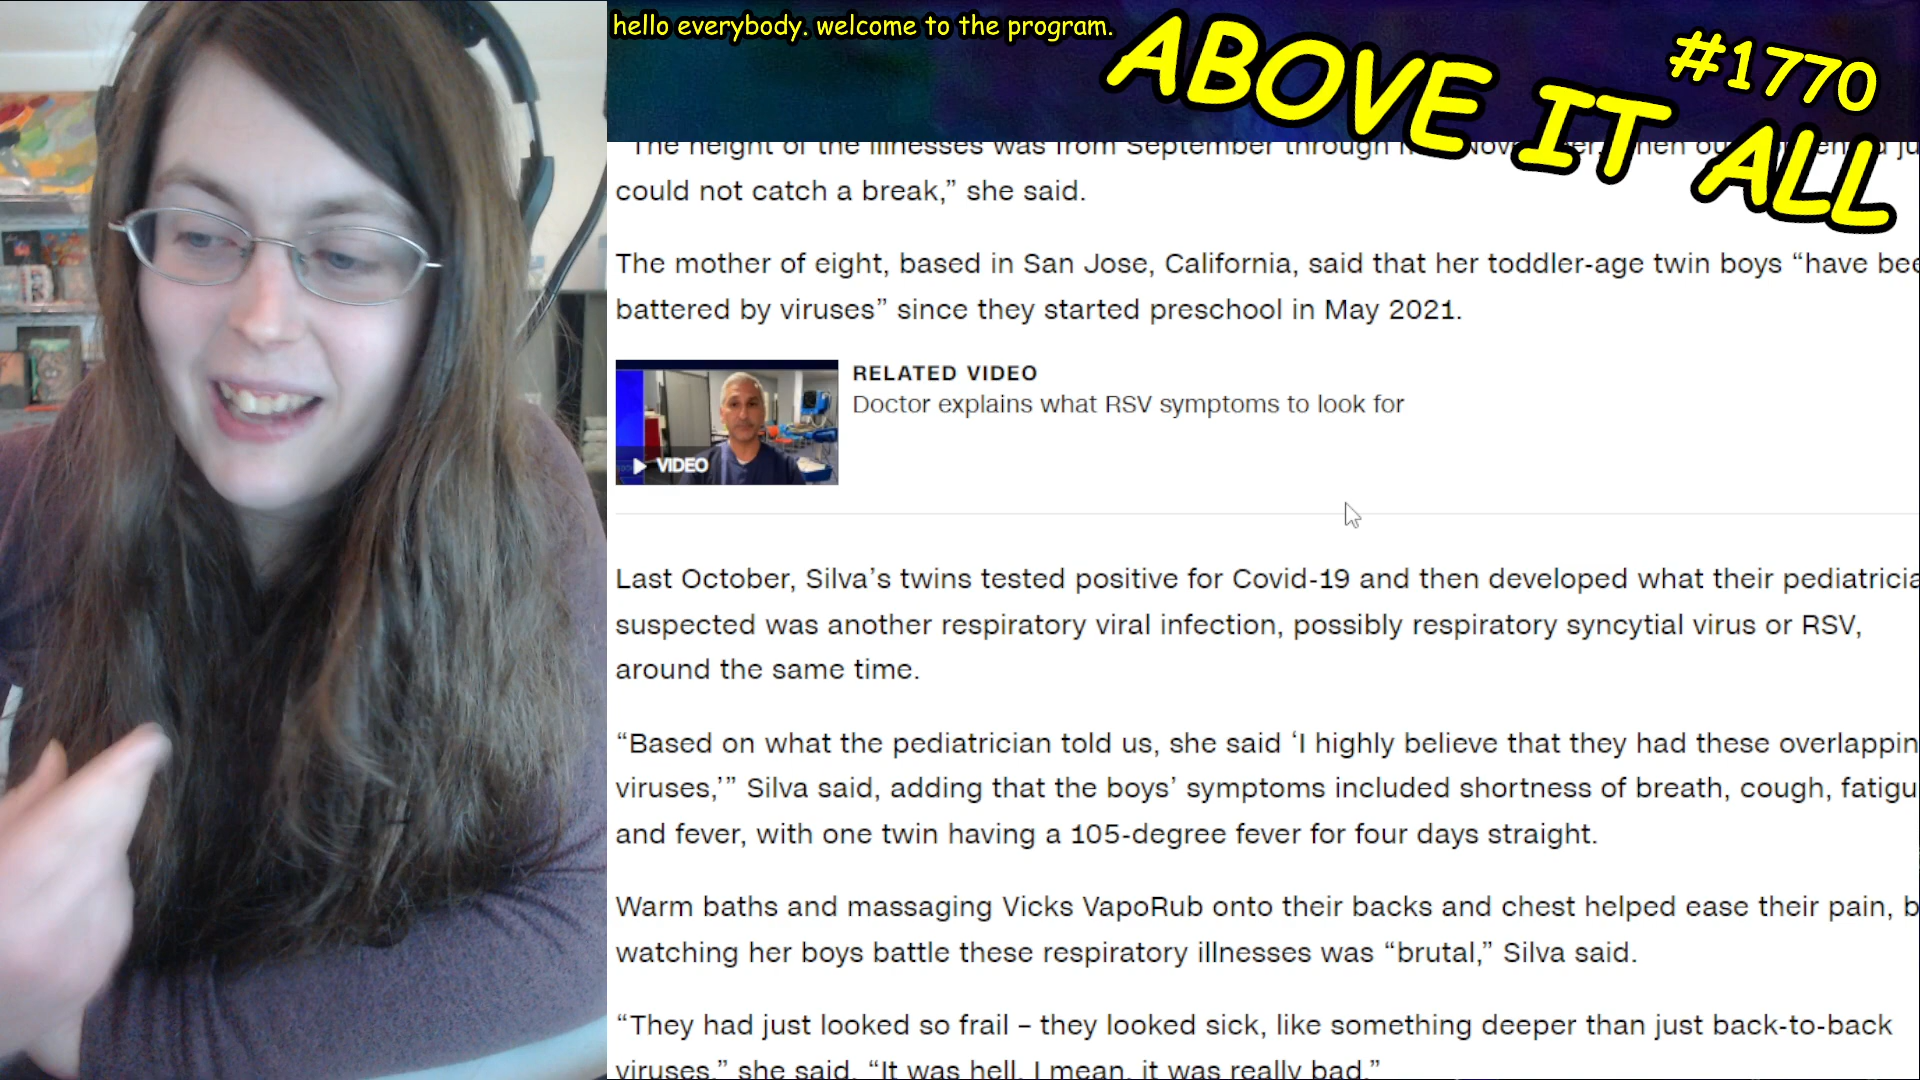 hello everybody. welcome to the program.
ABOVE IT ALL
#1770
"The height of the illnesses was from September through
could not catch a break,” she said.
The mother of eight, based in San Jose, California, said that her toddler-age twin boys “have bee
battered by viruses” since they started preschool in May 2021.
RELATED VIDEO
Doctor explains what RSV symptoms to look for
VIDEO
Last October, Silva’s twins tested positive for Covid-19 and then developed what their pediatricia
suspected was another respiratory viral infection, possibly respiratory syncytial virus or RSV,
around the same time.
“Based on what the pediatrician told us, she said ‘I highly believe that they had these overlappin
viruses,’” Silva said, adding that the boys’ symptoms included shortness of breath, cough, fatigu
and fever, with one twin having a 105-degree fever for four days straight.
Warm baths and massaging Vicks VapoRub onto their backs and chest helped ease their pain, b
watching her boys battle these respiratory illnesses was “brutal,” Silva said.
“They had just looked so frail – they looked sick, like something deeper than just back-to-back
viruses,” she said. “It was hell. I mean, it was really bad.”